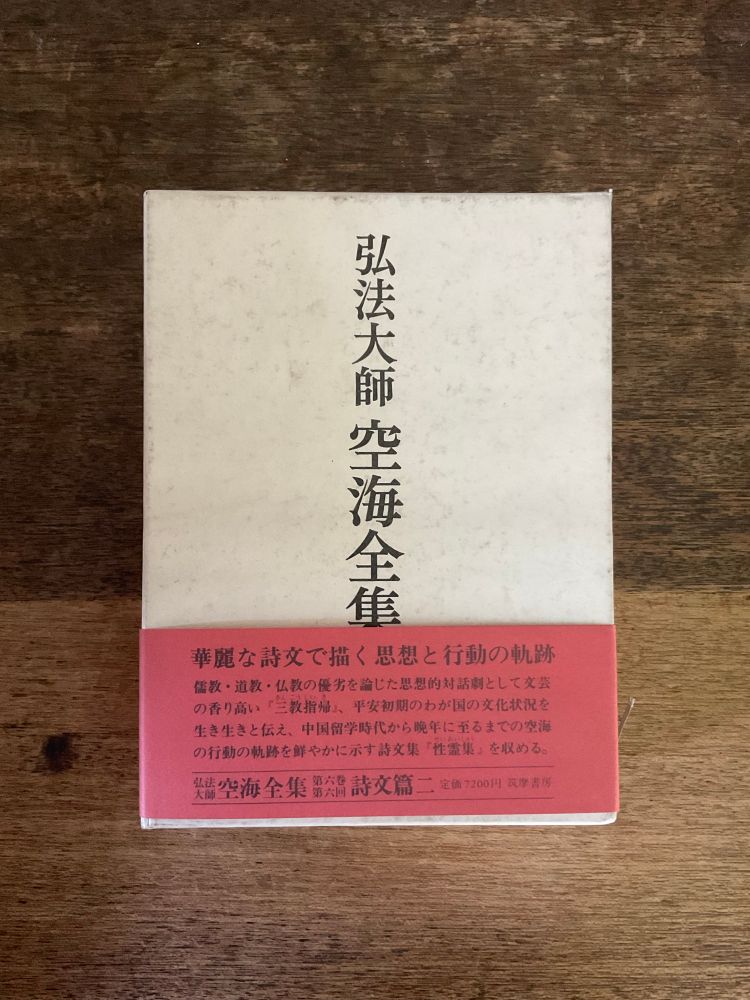 弘法大師 空海全集
華麗な詩文で描く思想と行動の軌跡
儒教・道教・仏教の優劣を論じた思想的対話劇として文芸
の香り高い『三教指帰』、平安初期のわが国の文化状況を
生き生きと伝え、中国留学時代から晩年に至るまでの空海
の行動の軌跡を鮮やかに示す詩文集『性霊集』を収める。
弘法大師 空海全集 第六巻 第六回 詩文篇二 定価7200円 筑摩書房